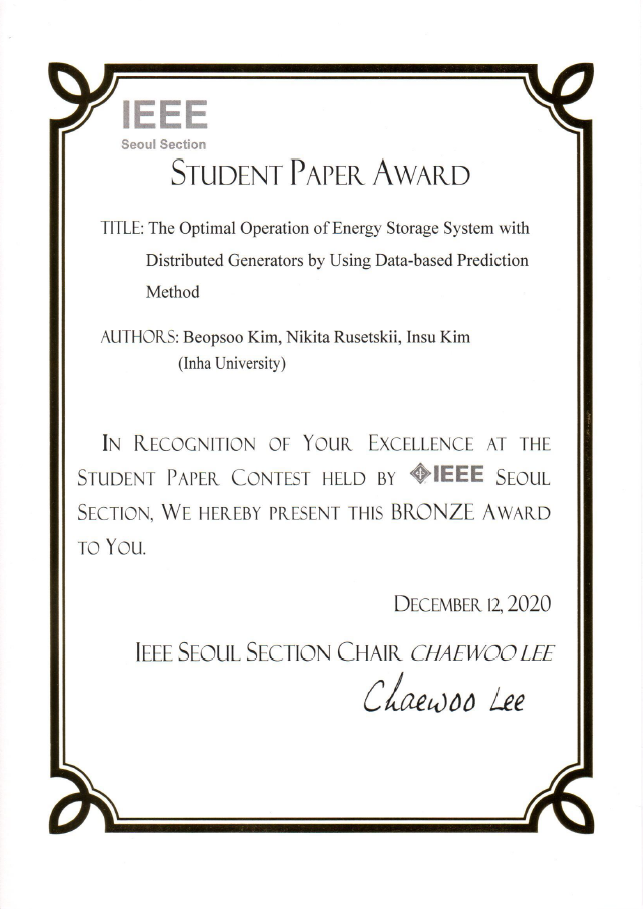 IEEE
Seoul Section
STUDENT PAPER AWARD
TITLE: The Optimal Operation of Energy Storage System with
Distributed Generators by Using Data-based Prediction
Method
AUTHORS: Beopsoo Kim, Nikita Rusetskii, Insu Kim
(Inha University)
IN RECOGNITION OF YOUR EXCELLENCE AT THE
STUDENT PAPER CONTEST HELD BY IEEE SEOUL
SECTION, WE HEREBY PRESENT THIS BRONZE AWARD
TO YOU.
DECEMBER 12, 2020
IEEE SEOUL SECTION CHAIR CHAEWOO LEE
Chaewoo Lee